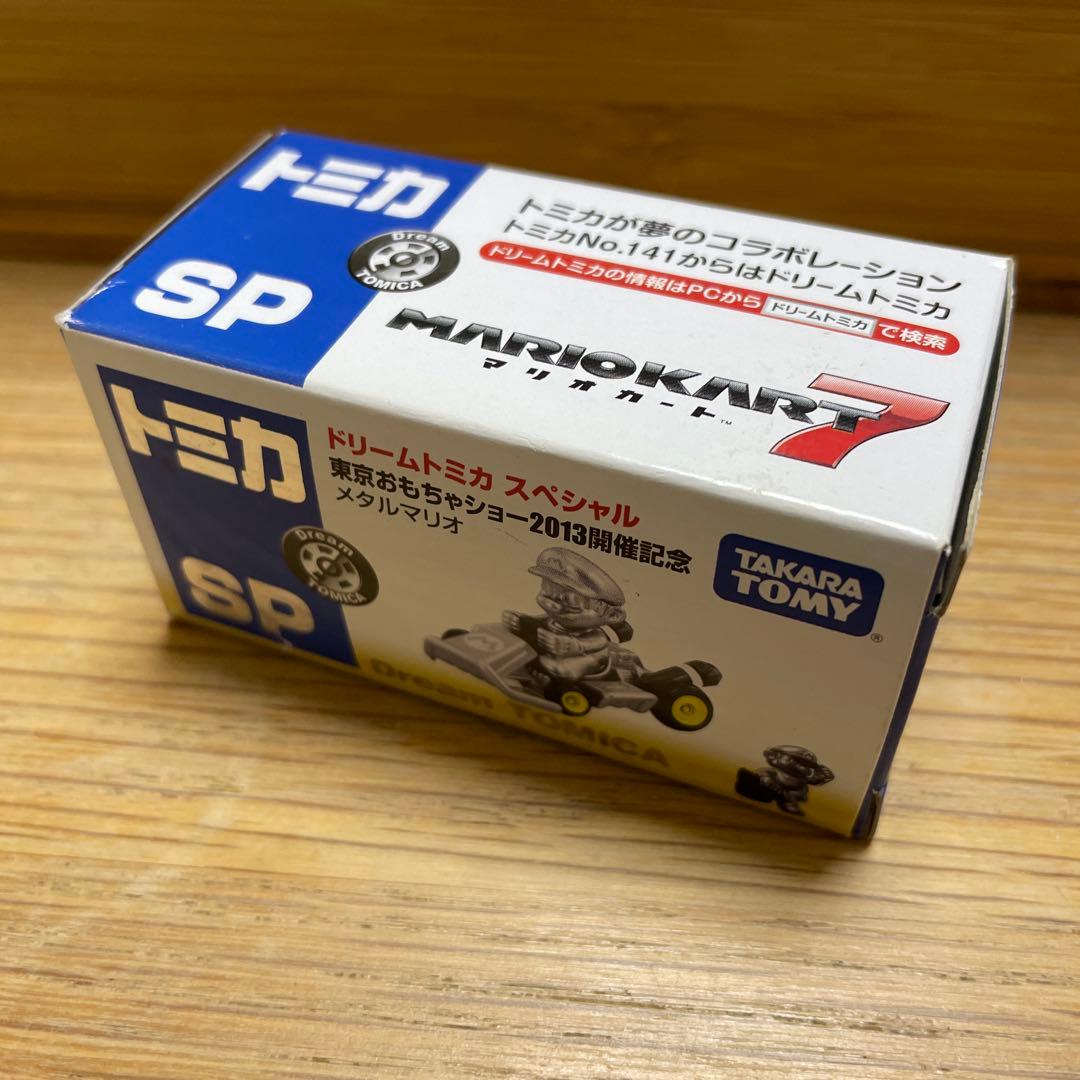 トミカ
SP
Dream
TOMICA
トミカが夢のコラボレーション
トミカNo.141からはドリームトミカ
ドリームトミカの情報はPCから ドリームトミカ で検索
MARIOKART7
マリオカート™
トミカ
SP
Dream
TOMICA
ドリームトミカ スペシャル
東京おもちゃショー2013開催記念
メタルマリオ
TAKARA
TOMY®
Dream TOMICA